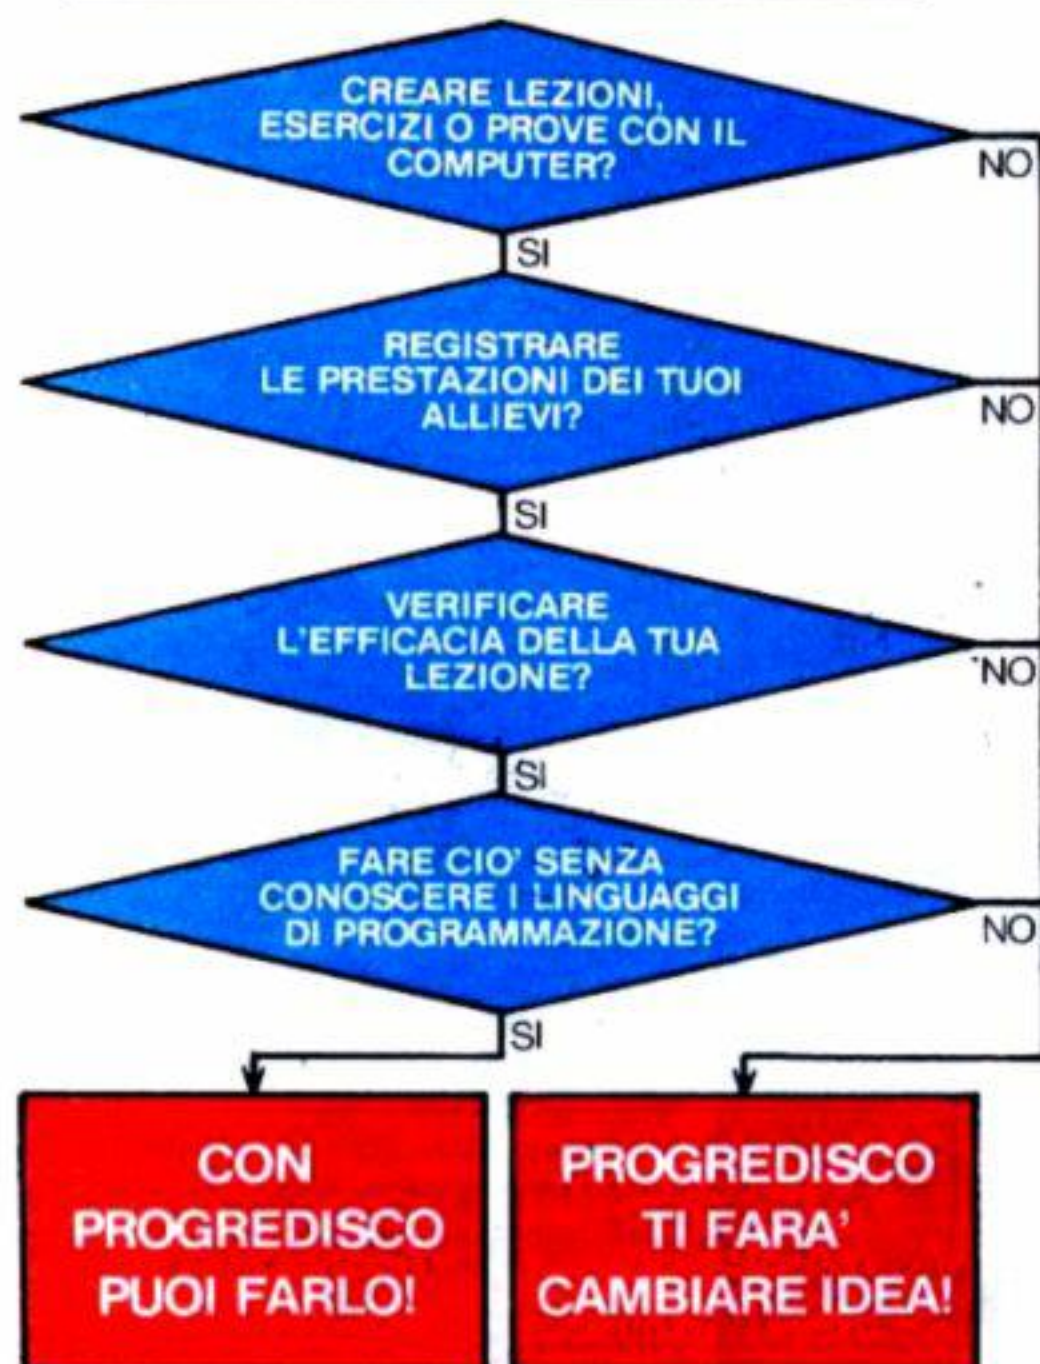 CREARE LEZIONI,
ESERCIZI O PROVE CON IL
COMPUTER?
NO
SI
REGISTRARE
LE PRESTAZIONI DEI TUOI
ALLIEVI?
NO
SI
VERIFICARE
L'EFFICACIA DELLA TUA
LEZIONE?
NO
SI
FARE CIO' SENZA
CONOSCERE I LINGUAGGI
DI PROGRAMMAZIONE?
NO
SI
CON
PROGREDISCO
PUOI FARLO!
PROGREDISCO
TI FARA'
CAMBIARE IDEA!